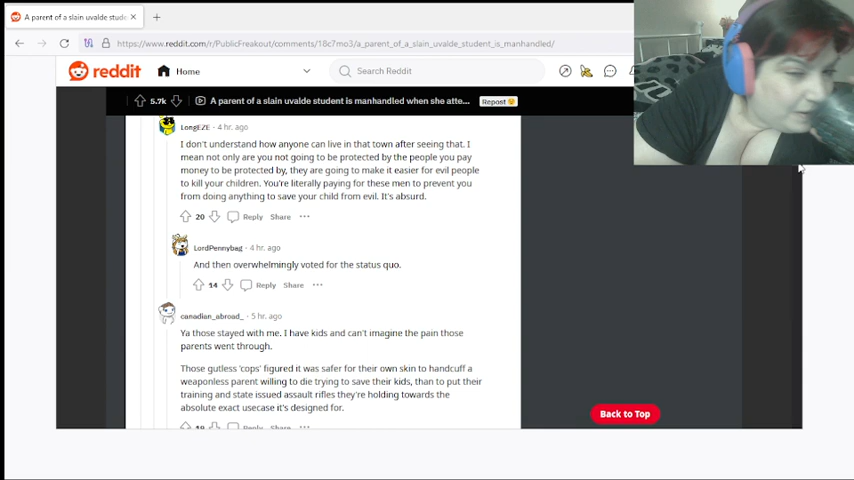 A parent of a slain uvalde stude
https://www.reddit.com/r/PublicFreakout/comments/18c7mo3/a_parent_of_a_slain_uvalde_student_is_manhandled/
reddit Home Search Reddit
5.7k A parent of a slain uvalde student is manhandled when she atte... Repost
LongEZE · 4 hr. ago
I don't understand how anyone can live in that town after seeing that. I
mean not only are you not going to be protected by the people you pay
money to be protected by, they are going to make it easier for evil people
to kill your children. You're literally paying for these men to prevent you
from doing anything to save your child from evil. It's absurd.
20 Reply Share ...
LordPennybag · 4 hr. ago
And then overwhelmingly voted for the status quo.
14 Reply Share ...
canadian_abroad_ · 5 hr. ago
Ya those stayed with me. I have kids and can't imagine the pain those
parents went through.
Those gutless 'cops' figured it was safer for their own skin to handcuff a
weaponless parent willing to die trying to save their kids, than to put their
training and state issued assault rifles they're holding towards the
absolute exact usecase it's designed for.
Back to Top
19 Reply Share ...